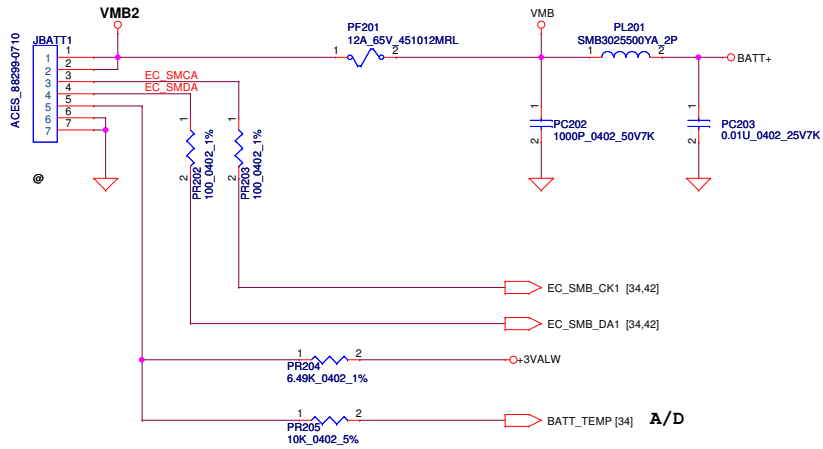 VMB2
VMB
PF201
12A_65V_451012MRL
PL201
SMB3025500YA_2P
JBATT1
ACES_88299-0710
1 1
2 2
3 3
4 4
5 5
6 6
7 7
1 2
1 2
BATT+
EC_SMCA
EC_SMDA
1 2
PR202
100_0402_1%
1 2
PR203
100_0402_1%
1 2
PC202
1000P_0402_50V7K
1 2
PC203
0.01U_0402_25V7K
@
EC_SMB_CK1 [34,42]
EC_SMB_DA1 [34,42]
1 2
PR204
6.49K_0402_1%
+3VALW
1 2
PR205
10K_0402_5%
BATT_TEMP [34]
A/D